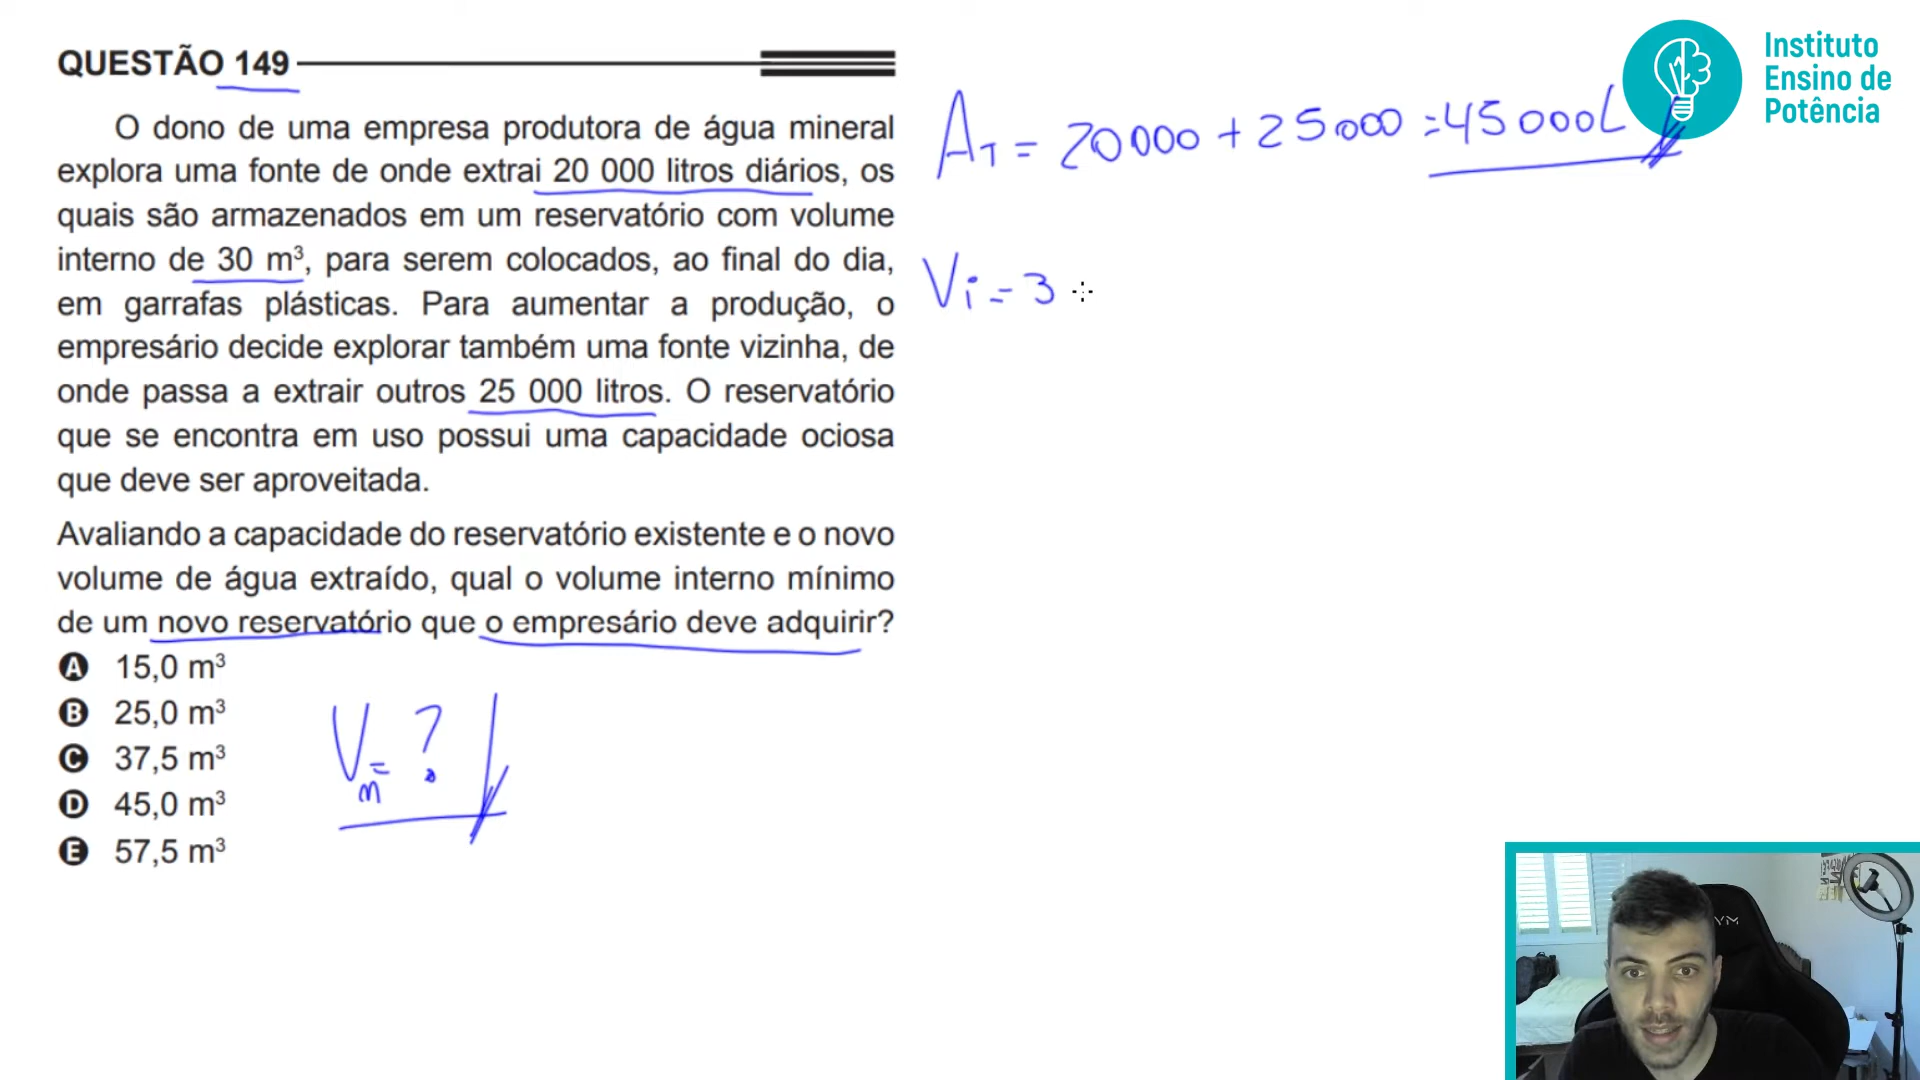 QUESTÃO 149
O dono de uma empresa produtora de água mineral
explora uma fonte de onde extrai 20 000 litros diários, os
quais são armazenados em um reservatório com volume
interno de 30 m³, para serem colocados, ao final do dia,
em garrafas plásticas. Para aumentar a produção, o
empresário decide explorar também uma fonte vizinha, de
onde passa a extrair outros 25 000 litros. O reservatório
que se encontra em uso possui uma capacidade ociosa
que deve ser aproveitada.
Avaliando a capacidade do reservatório existente e o novo
volume de água extraído, qual o volume interno mínimo
de um novo reservatório que o empresário deve adquirir?
A 15,0 m³
B 25,0 m³
C 37,5 m³
D 45,0 m³
E 57,5 m³
Vm = ?
AT = 20000 + 25000 = 45000L
Vi = 3
Instituto
Ensino de
Potência